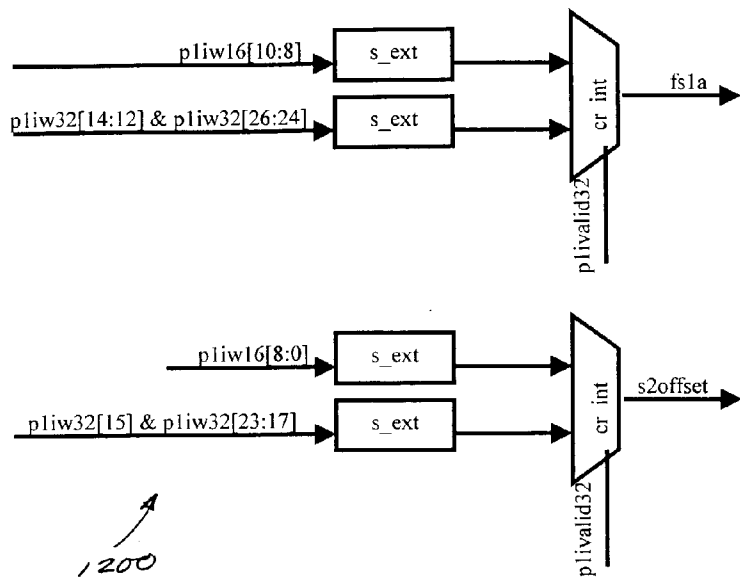 p1iw16[10:8]
s_ext
p1iw32[14:12] & p1iw32[26:24]
s_ext
cr int
fs1a
p1ivalid32
p1iw16[8:0]
s_ext
p1iw32[15] & p1iw32[23:17]
s_ext
cr int
s2offset
p1ivalid32
1200